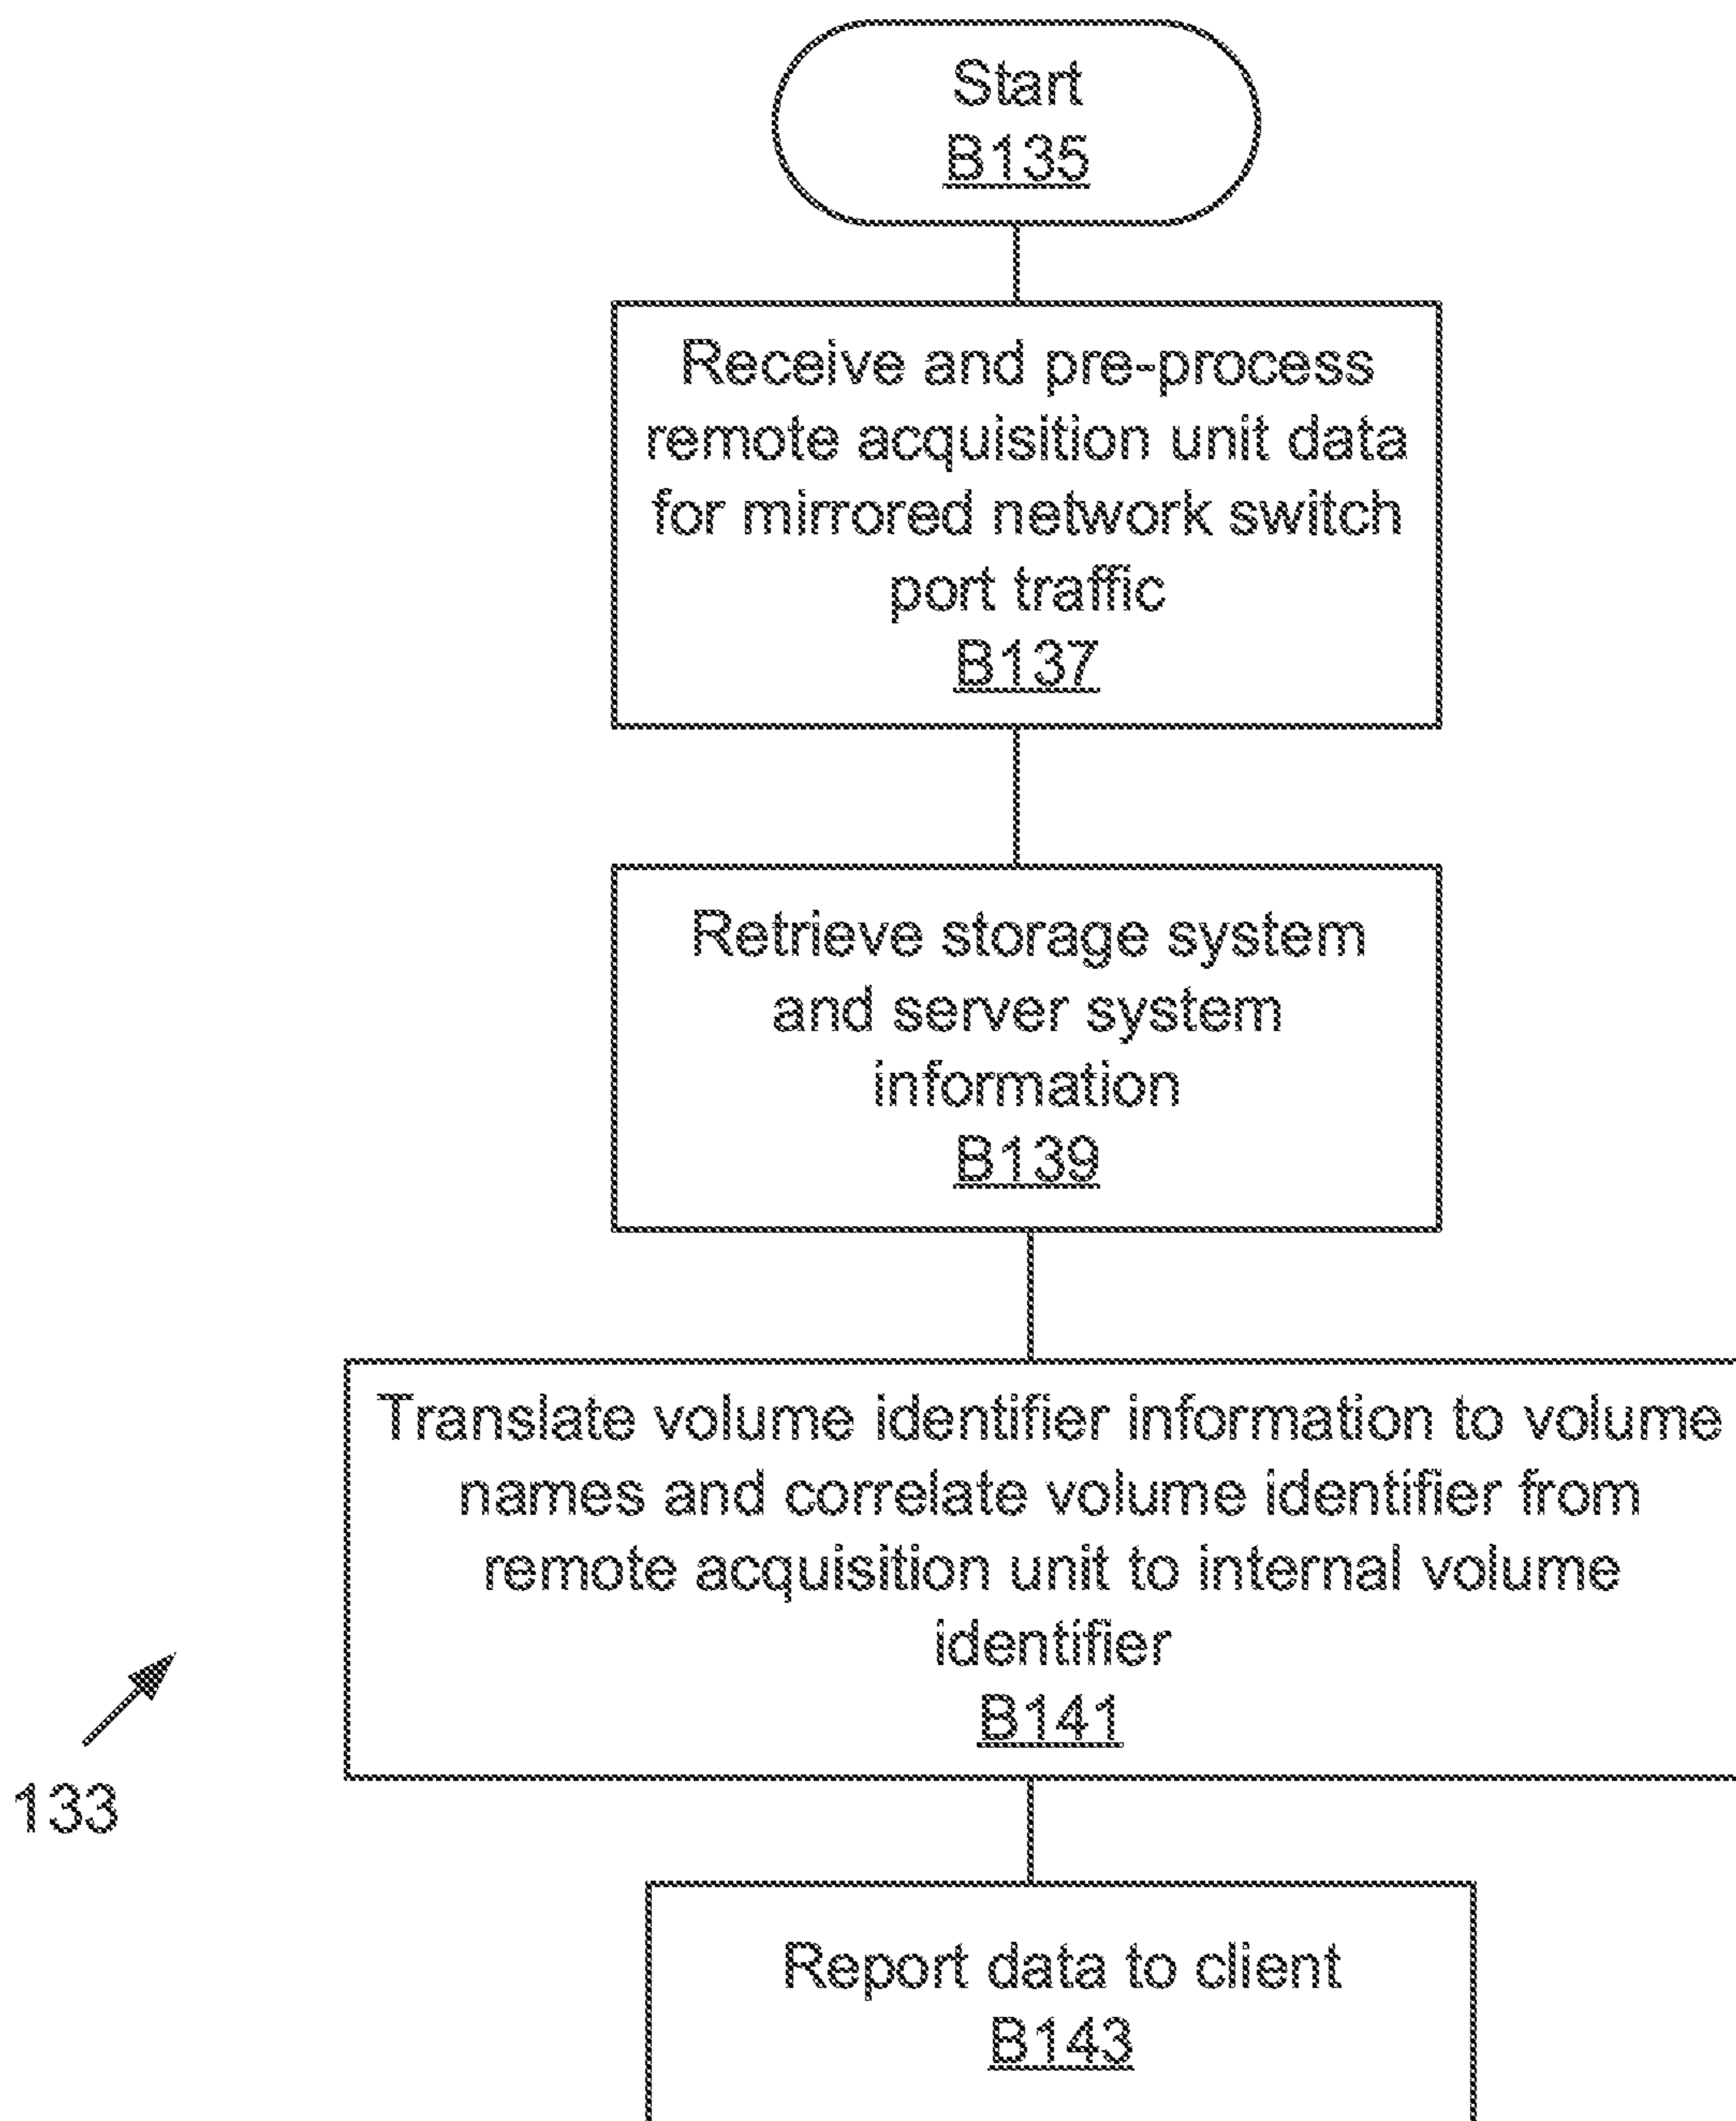 Start
B135
Receive and pre-process
remote acquisition unit data
for mirrored network switch
port traffic
B137
Retrieve storage system
and server system
information
B139
Translate volume identifier information to volume
names and correlate volume identifier from
remote acquisition unit to internal volume
identifier
B141
133
Report data to client
B143